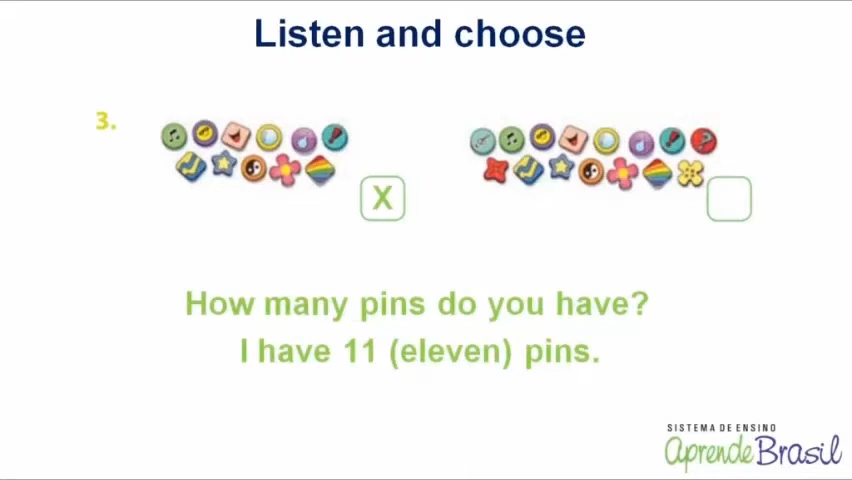 Listen and choose
3.
X
How many pins do you have?
I have 11 (eleven) pins.
SISTEMA DE ENSINO
aprende Brasil